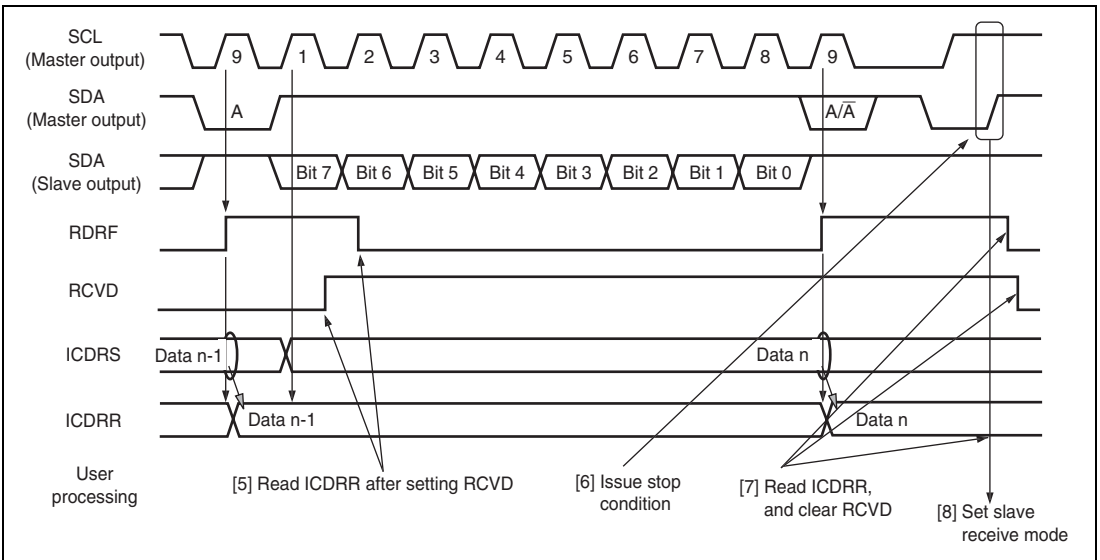 SCL
(Master output)
9 1 2 3 4 5 6 7 8 9
SDA
(Master output)
A A/A̅
SDA
(Slave output)
Bit 7 Bit 6 Bit 5 Bit 4 Bit 3 Bit 2 Bit 1 Bit 0
RDRF
RCVD
ICDRS
Data n-1 Data n
ICDRR
Data n-1 Data n
User
processing
[5] Read ICDRR after setting RCVD
[6] Issue stop
condition
[7] Read ICDRR,
and clear RCVD
[8] Set slave
receive mode